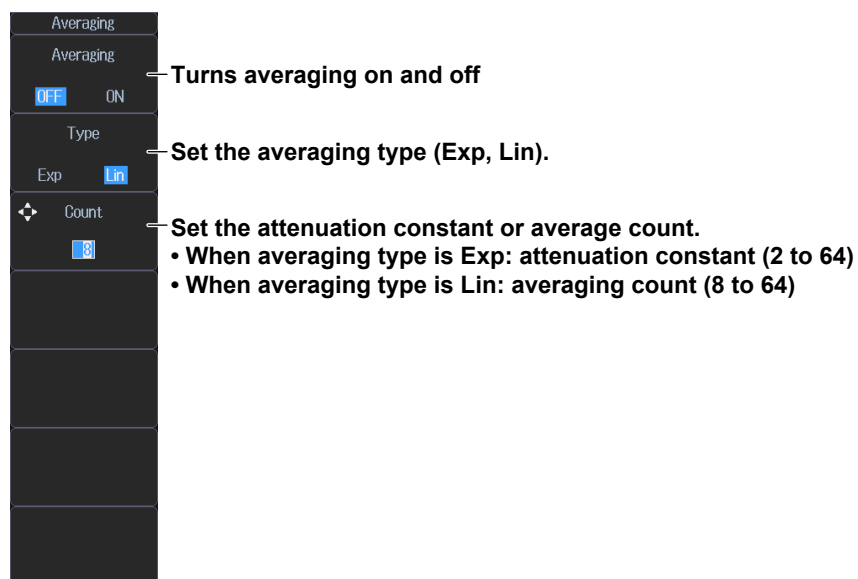 Averaging
Averaging
OFF ON
Turns averaging on and off
Type
Exp Lin
Set the averaging type (Exp, Lin).
Count
8
Set the attenuation constant or average count.
• When averaging type is Exp: attenuation constant (2 to 64)
• When averaging type is Lin: averaging count (8 to 64)